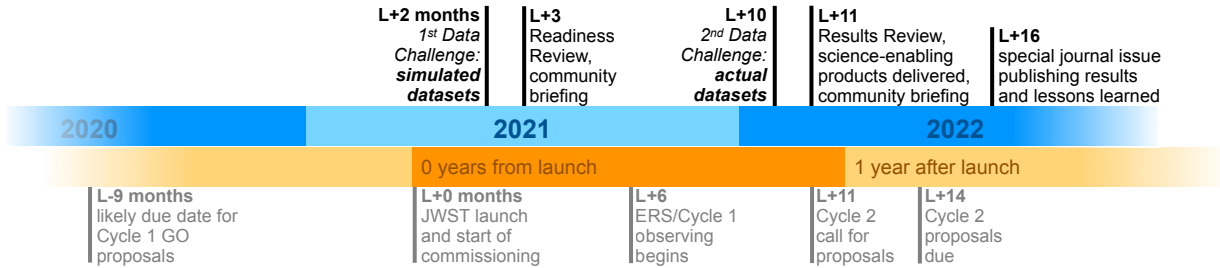 L+2 months
1st Data
Challenge:
simulated
datasets
L+3
Readiness
Review,
community
briefing
L+10
2nd Data
Challenge:
actual
datasets
L+11
Results Review,
science-enabling
products delivered,
community briefing
L+16
special journal issue
publishing results
and lessons learned
2020
2021
2022
0 years from launch
1 year after launch
L-9 months
likely due date for
Cycle 1 GO
proposals
L+0 months
JWST launch
and start of
commissioning
L+6
ERS/Cycle 1
observing
begins
L+11
Cycle 2
call for
proposals
L+14
Cycle 2
proposals
due